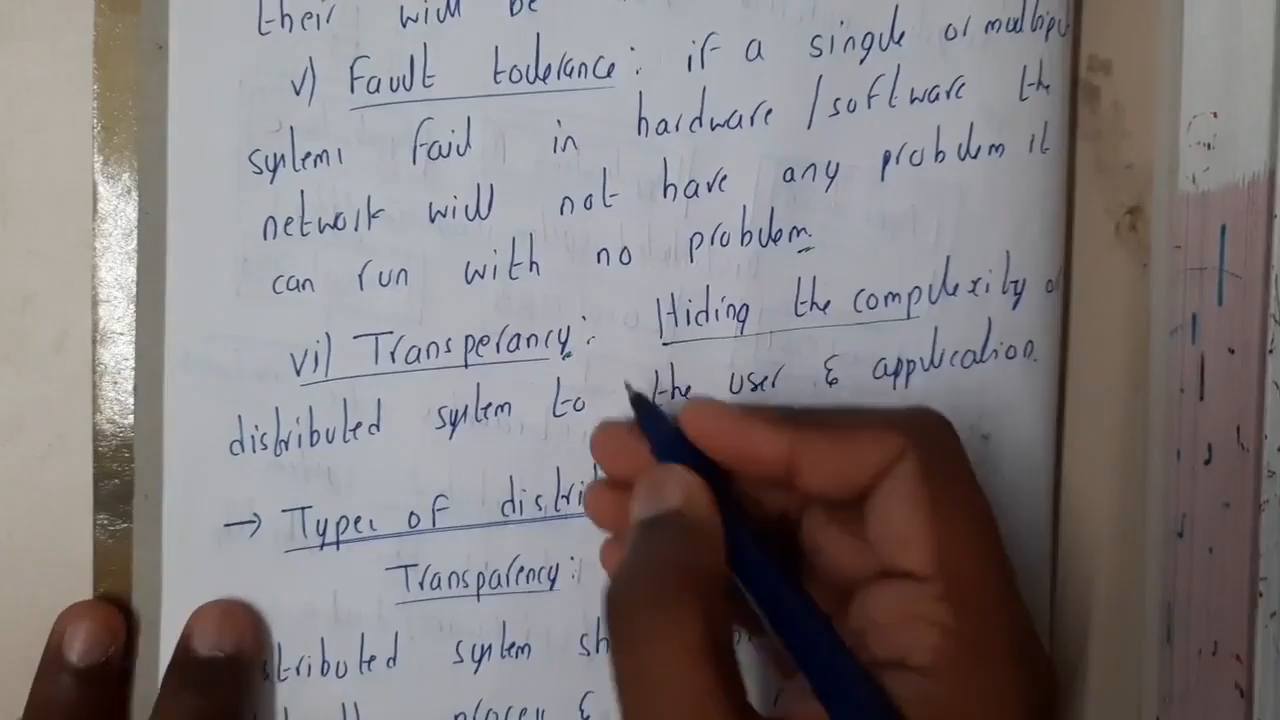 their will be
v) Fault tolerance: if a single or multiple
systems fail in hardware/software the
network will not have any problem it
can run with no problem.
vi) Transperancy: Hiding the complexity of
distributed system to the user & application.
→ Types of distri
Transparency:
stributed system sh
places &